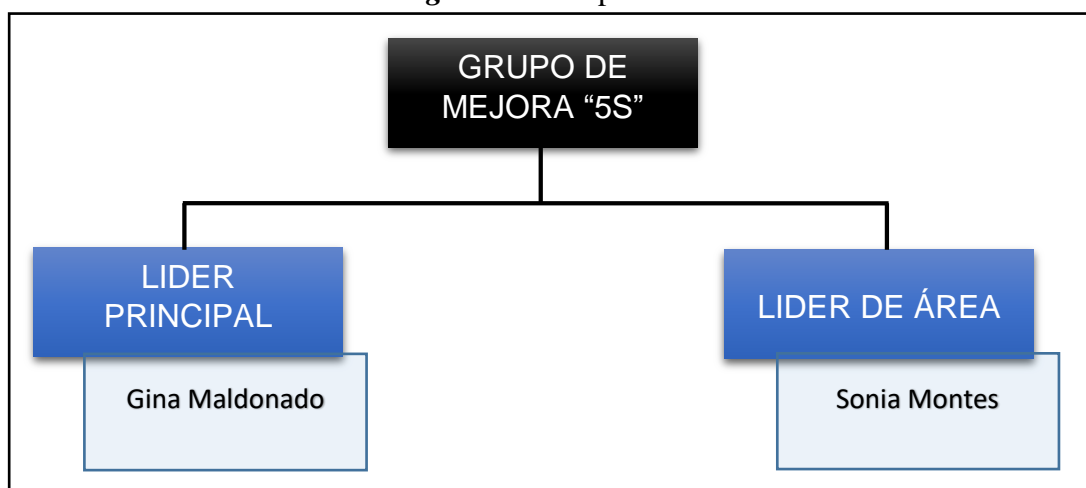 GRUPO DE
MEJORA “5S”
LIDER
PRINCIPAL
LIDER DE ÁREA
Gina Maldonado
Sonia Montes